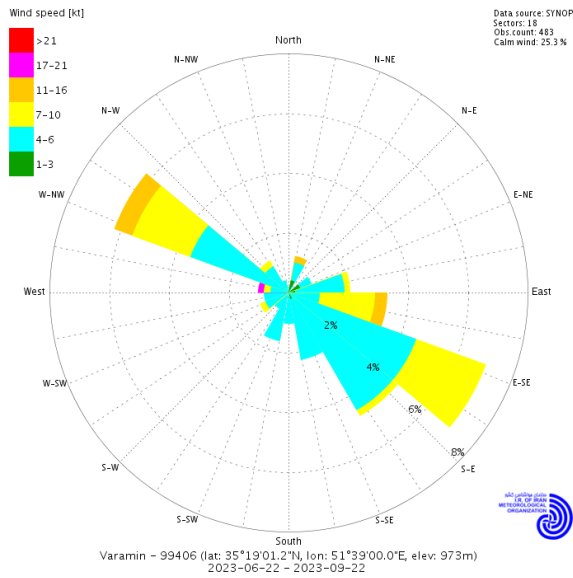 Wind speed [kt]
>21
17-21
11-16
7-10
4-6
1-3
Data source: SYNOP
Sectors: 18
Obs.count: 483
Calm wind: 25.3 %
North
N-NE
N-E
E-NE
East
E-SE
S-E
S-SE
South
S-SW
S-W
W-SW
West
W-NW
N-W
N-NW
2%
4%
6%
8%
سازمان هواشناسی کشور
I.R. OF IRAN
METEOROLOGICAL
ORGANIZATION
Varamin - 99406 (lat: 35°19'01.2"N, lon: 51°39'00.0"E, elev: 973m)
2023-06-22 - 2023-09-22